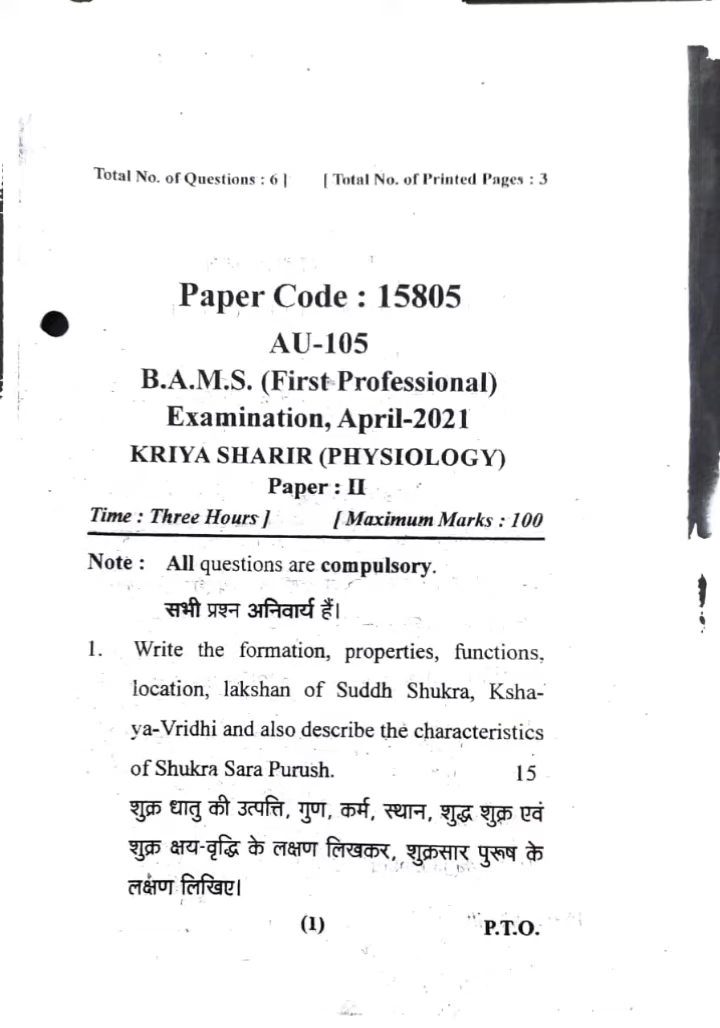 Total No. of Questions : 6 ]    [ Total No. of Printed Pages : 3
Paper Code : 15805
AU-105
B.A.M.S. (First Professional)
Examination, April-2021
KRIYA SHARIR (PHYSIOLOGY)
Paper : II
Time : Three Hours ]    [ Maximum Marks : 100
Note : All questions are compulsory.
सभी प्रश्न अनिवार्य हैं।
1. Write the formation, properties, functions,
location, lakshan of Suddh Shukra, Ksha-
ya-Vridhi and also describe the characteristics
of Shukra Sara Purush. 15
शुक्र धातु की उत्पत्ति, गुण, कर्म, स्थान, शुद्ध शुक्र एवं
शुक्र क्षय-वृद्धि के लक्षण लिखकर, शुक्रसार पुरूष के
लक्षण लिखिए।
(1) P.T.O.